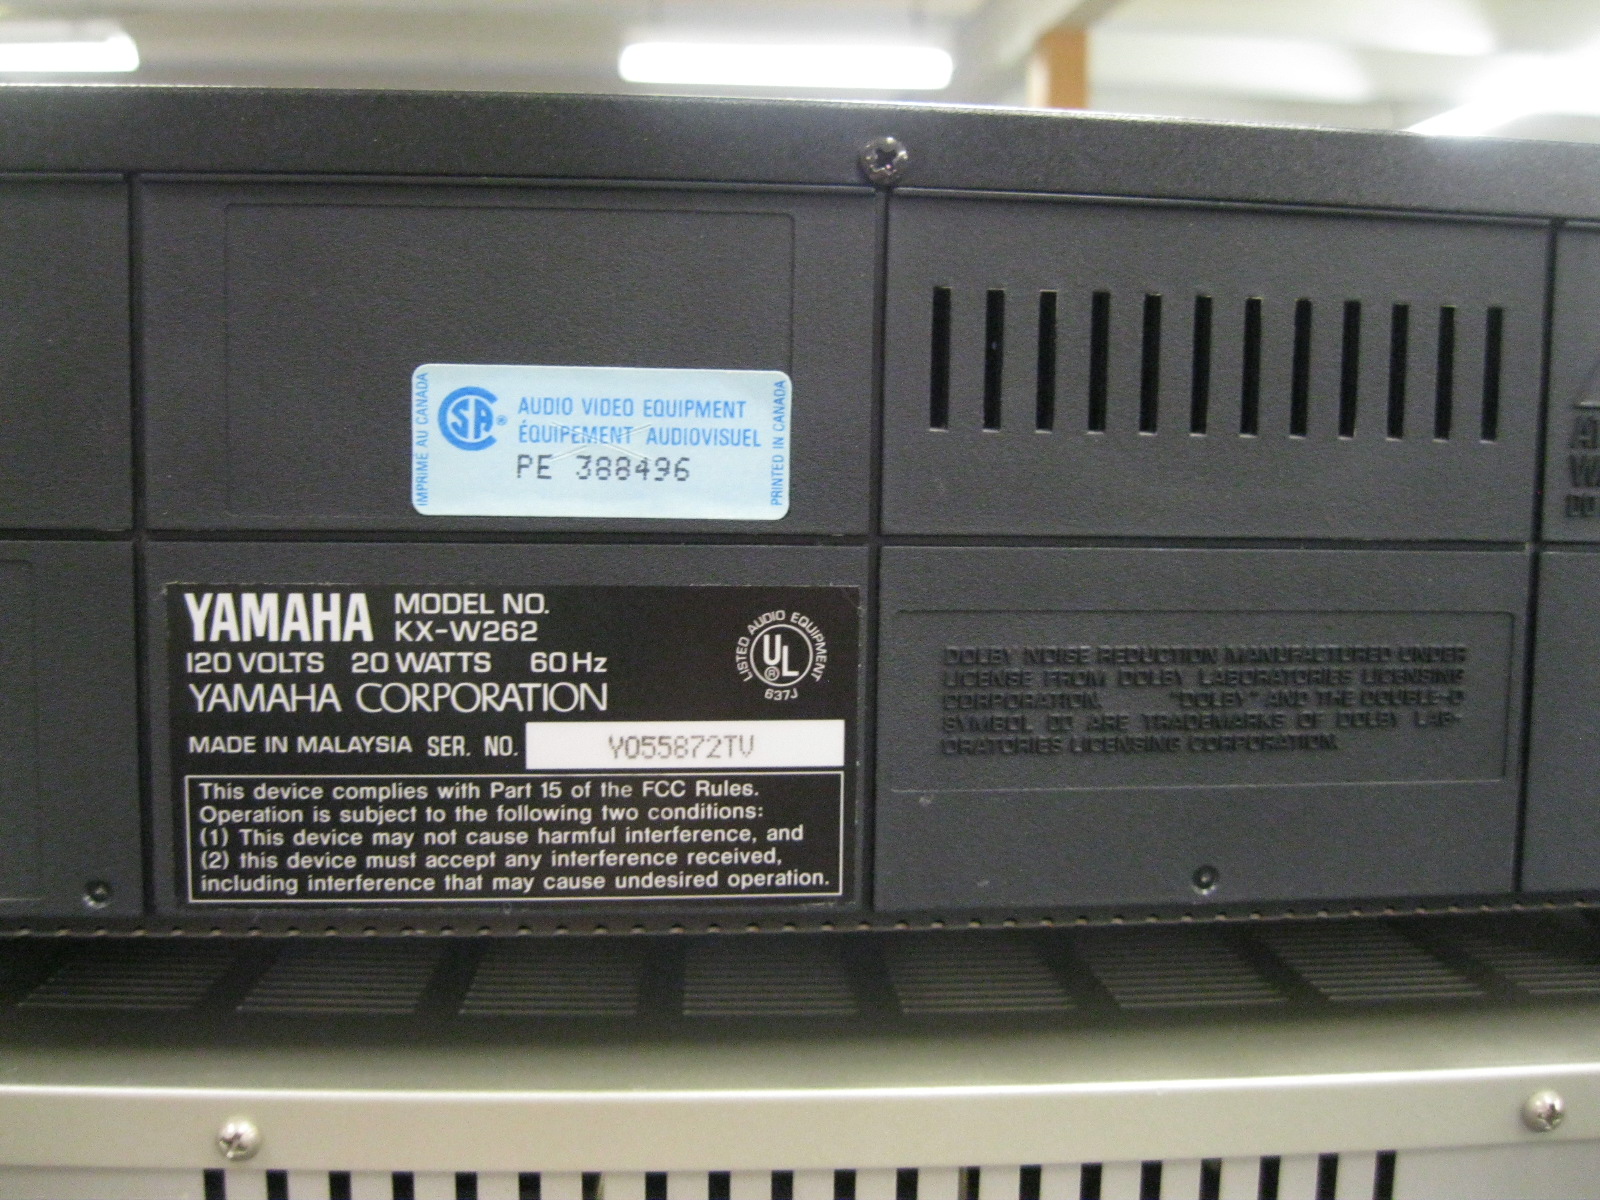 IMPRIMÉ AU CANADA
CSA ®
AUDIO VIDEO EQUIPMENT
ÉQUIPEMENT AUDIOVISUEL
PE 388496
PRINTED IN CANADA
YAMAHA MODEL NO.
KX-W262
120 VOLTS 20 WATTS 60 Hz
YAMAHA CORPORATION
LISTED AUDIO EQUIPMENT
UL ®
637J
MADE IN MALAYSIA SER. NO. Y055872TV
This device complies with Part 15 of the FCC Rules.
Operation is subject to the following two conditions:
(1) This device may not cause harmful interference, and
(2) this device must accept any interference received,
including interference that may cause undesired operation.
DOLBY NOISE REDUCTION MANUFACTURED UNDER
LICENSE FROM DOLBY LABORATORIES LICENSING
CORPORATION. "DOLBY" AND THE DOUBLE-D
SYMBOL DD ARE TRADEMARKS OF DOLBY LAB-
ORATORIES LICENSING CORPORATION.